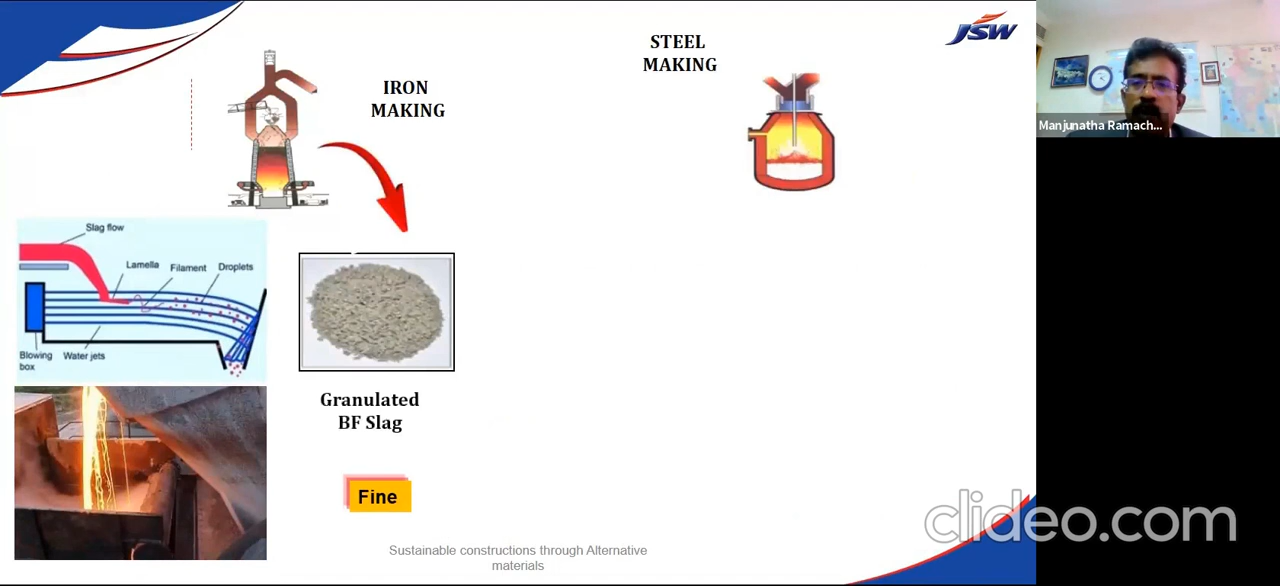 STEEL
MAKING
JSW
IRON
MAKING
Manjunatha Ramach...
Slag flow
Lamella
Filament
Droplets
Blowing
box
Water jets
Granulated
BF Slag
Fine
Sustainable constructions through Alternative
materials
clideo.com